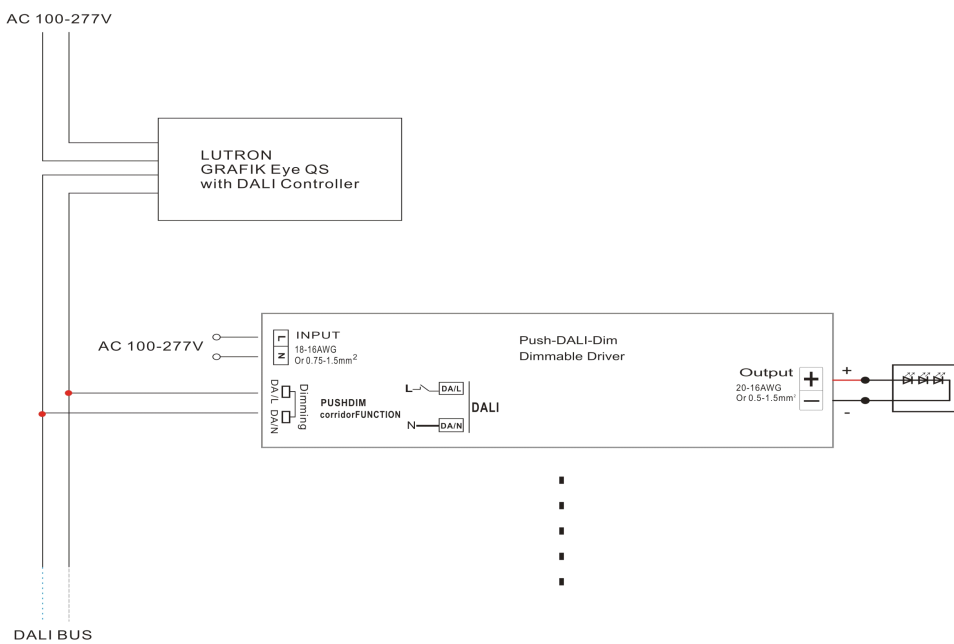 AC 100-277V
LUTRON
GRAFIK Eye QS
with DALI Controller
AC 100-277V
L
N
INPUT
18-16AWG
Or 0.75-1.5mm²
DA/L DA/N
Dimming
PUSHDIM
corridorFUNCTION
L
DA/L
N
DA/N
DALI
Push-DALI-Dim
Dimmable Driver
Output
20-16AWG
Or 0.5-1.5mm²
+
-
+
-
DALI BUS